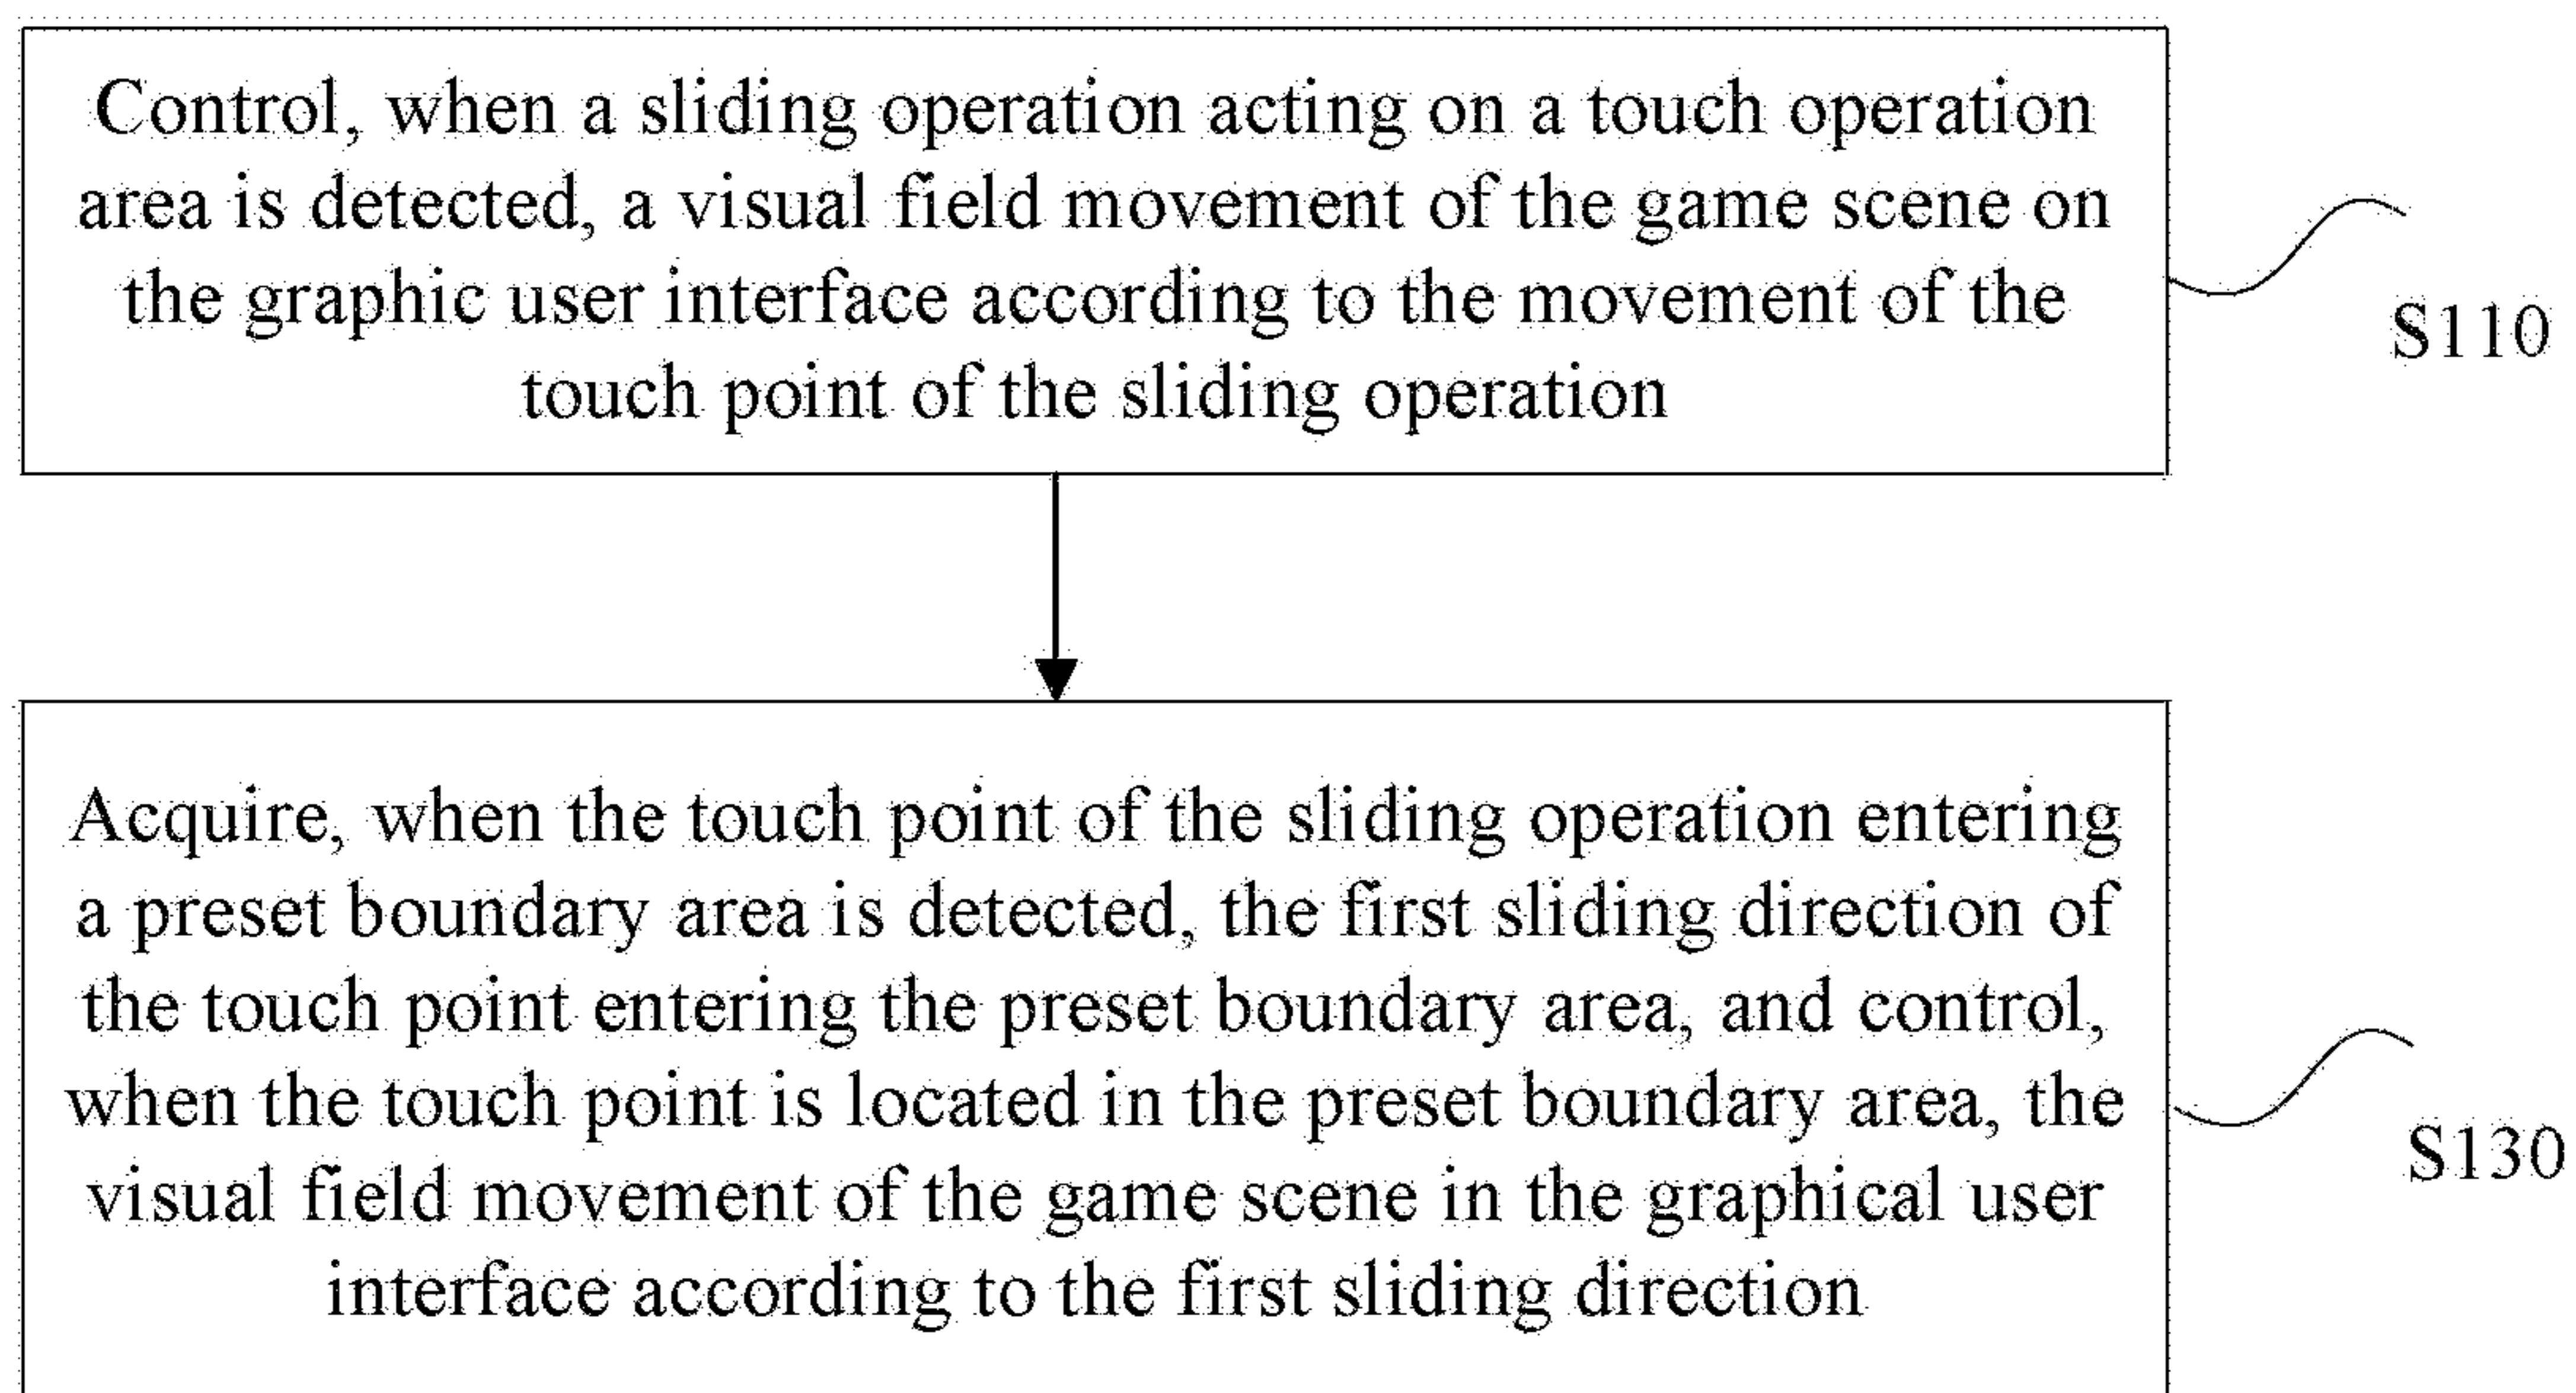 Control, when a sliding operation acting on a touch operation
area is detected, a visual field movement of the game scene on
the graphic user interface according to the movement of the
touch point of the sliding operation
S110
Acquire, when the touch point of the sliding operation entering
a preset boundary area is detected, the first sliding direction of
the touch point entering the preset boundary area, and control,
when the touch point is located in the preset boundary area, the
visual field movement of the game scene in the graphical user
interface according to the first sliding direction
S130